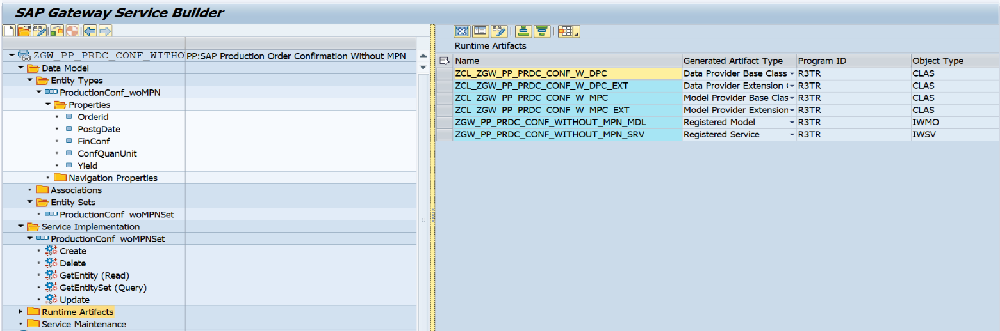 SAP Gateway Service Builder
ZGW_PP_PRDC_CONF_WITHO PP:SAP Production Order Confirmation Without MPN
Data Model
Entity Types
ProductionConf_woMPN
Properties
Orderid
PostgDate
FinConf
ConfQuanUnit
Yield
Navigation Properties
Associations
Entity Sets
ProductionConf_woMPNSet
Service Implementation
ProductionConf_woMPNSet
Create
Delete
GetEntity (Read)
GetEntitySet (Query)
Update
Runtime Artifacts
Service Maintenance
Runtime Artifacts
Name Generated Artifact Type Program ID Object Type
ZCL_ZGW_PP_PRDC_CONF_W_DPC Data Provider Base Class R3TR CLAS
ZCL_ZGW_PP_PRDC_CONF_W_DPC_EXT Data Provider Extension ( R3TR CLAS
ZCL_ZGW_PP_PRDC_CONF_W_MPC Model Provider Base Clas R3TR CLAS
ZCL_ZGW_PP_PRDC_CONF_W_MPC_EXT Model Provider Extension R3TR CLAS
ZGW_PP_PRDC_CONF_WITHOUT_MPN_MDL Registered Model R3TR IWMO
ZGW_PP_PRDC_CONF_WITHOUT_MPN_SRV Registered Service R3TR IWSV